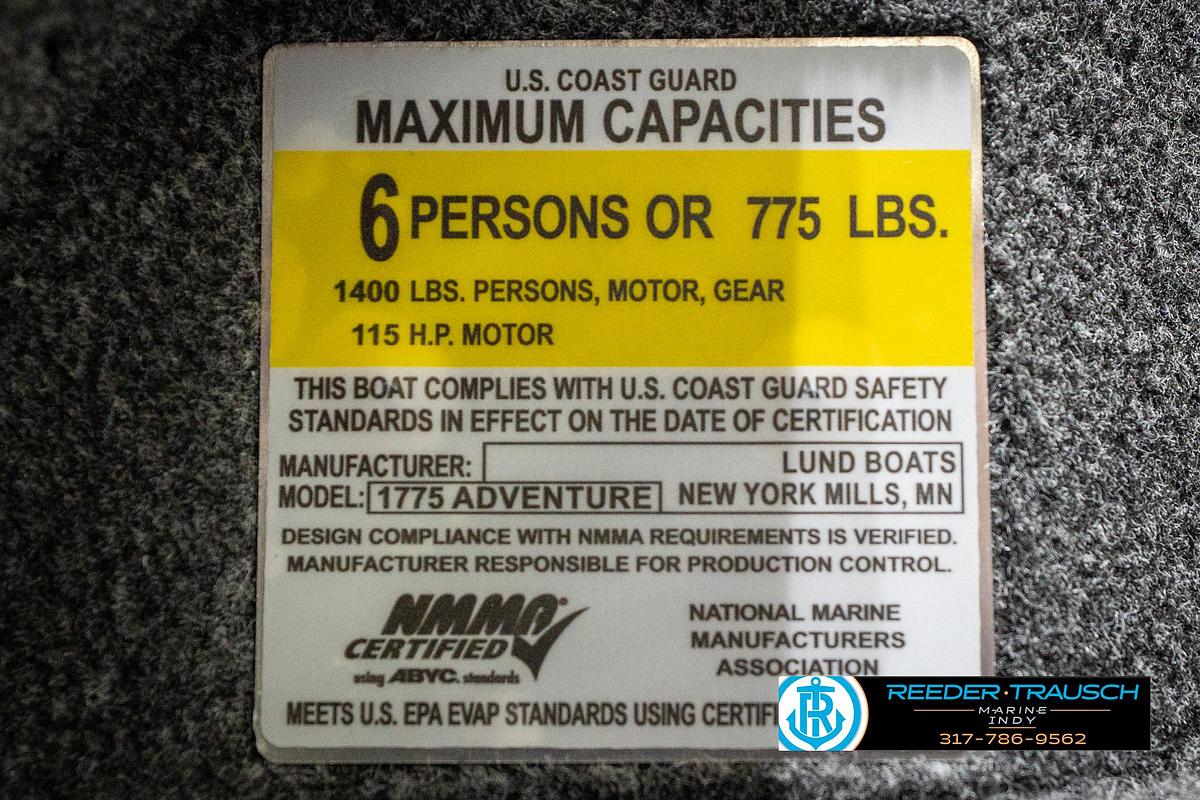 U.S. COAST GUARD
MAXIMUM CAPACITIES
6 PERSONS OR 775 LBS.
1400 LBS. PERSONS, MOTOR, GEAR
115 H.P. MOTOR
THIS BOAT COMPLIES WITH U.S. COAST GUARD SAFETY
STANDARDS IN EFFECT ON THE DATE OF CERTIFICATION
MANUFACTURER: LUND BOATS
MODEL: 1775 ADVENTURE NEW YORK MILLS, MN
DESIGN COMPLIANCE WITH NMMA REQUIREMENTS IS VERIFIED.
MANUFACTURER RESPONSIBLE FOR PRODUCTION CONTROL.
NMMA®
CERTIFIED
using ABYC. standards
NATIONAL MARINE
MANUFACTURERS
ASSOCIATION
MEETS U.S. EPA EVAP STANDARDS USING
REEDER·TRAUSCH
MARINE
INDY
317-786-9562